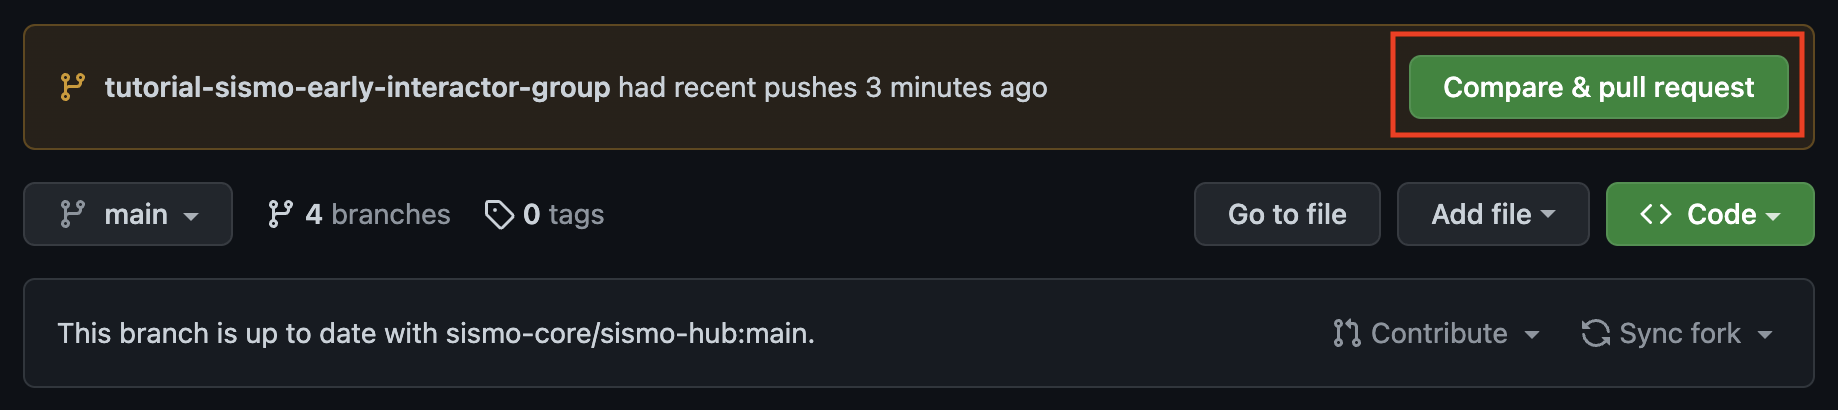 tutorial-sismo-early-interactor-group had recent pushes 3 minutes ago
Compare & pull request
main
4 branches
0 tags
Go to file
Add file
Code
This branch is up to date with sismo-core/sismo-hub:main.
Contribute
Sync fork